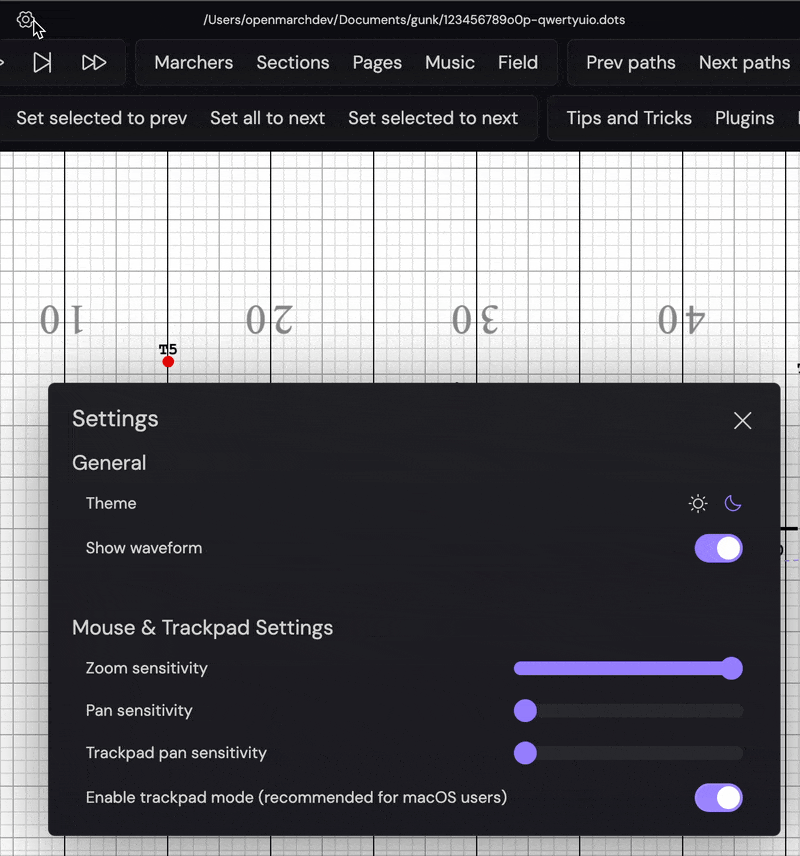 /Users/openmarchdev/Documents/gunk/123456789o0p-qwertyuio.dots
Marchers Sections Pages Music Field Prev paths Next paths
Set selected to prev Set all to next Set selected to next Tips and Tricks Plugins
10 20 30 40
T5
Settings
General
Theme
Show waveform
Mouse & Trackpad Settings
Zoom sensitivity
Pan sensitivity
Trackpad pan sensitivity
Enable trackpad mode (recommended for macOS users)